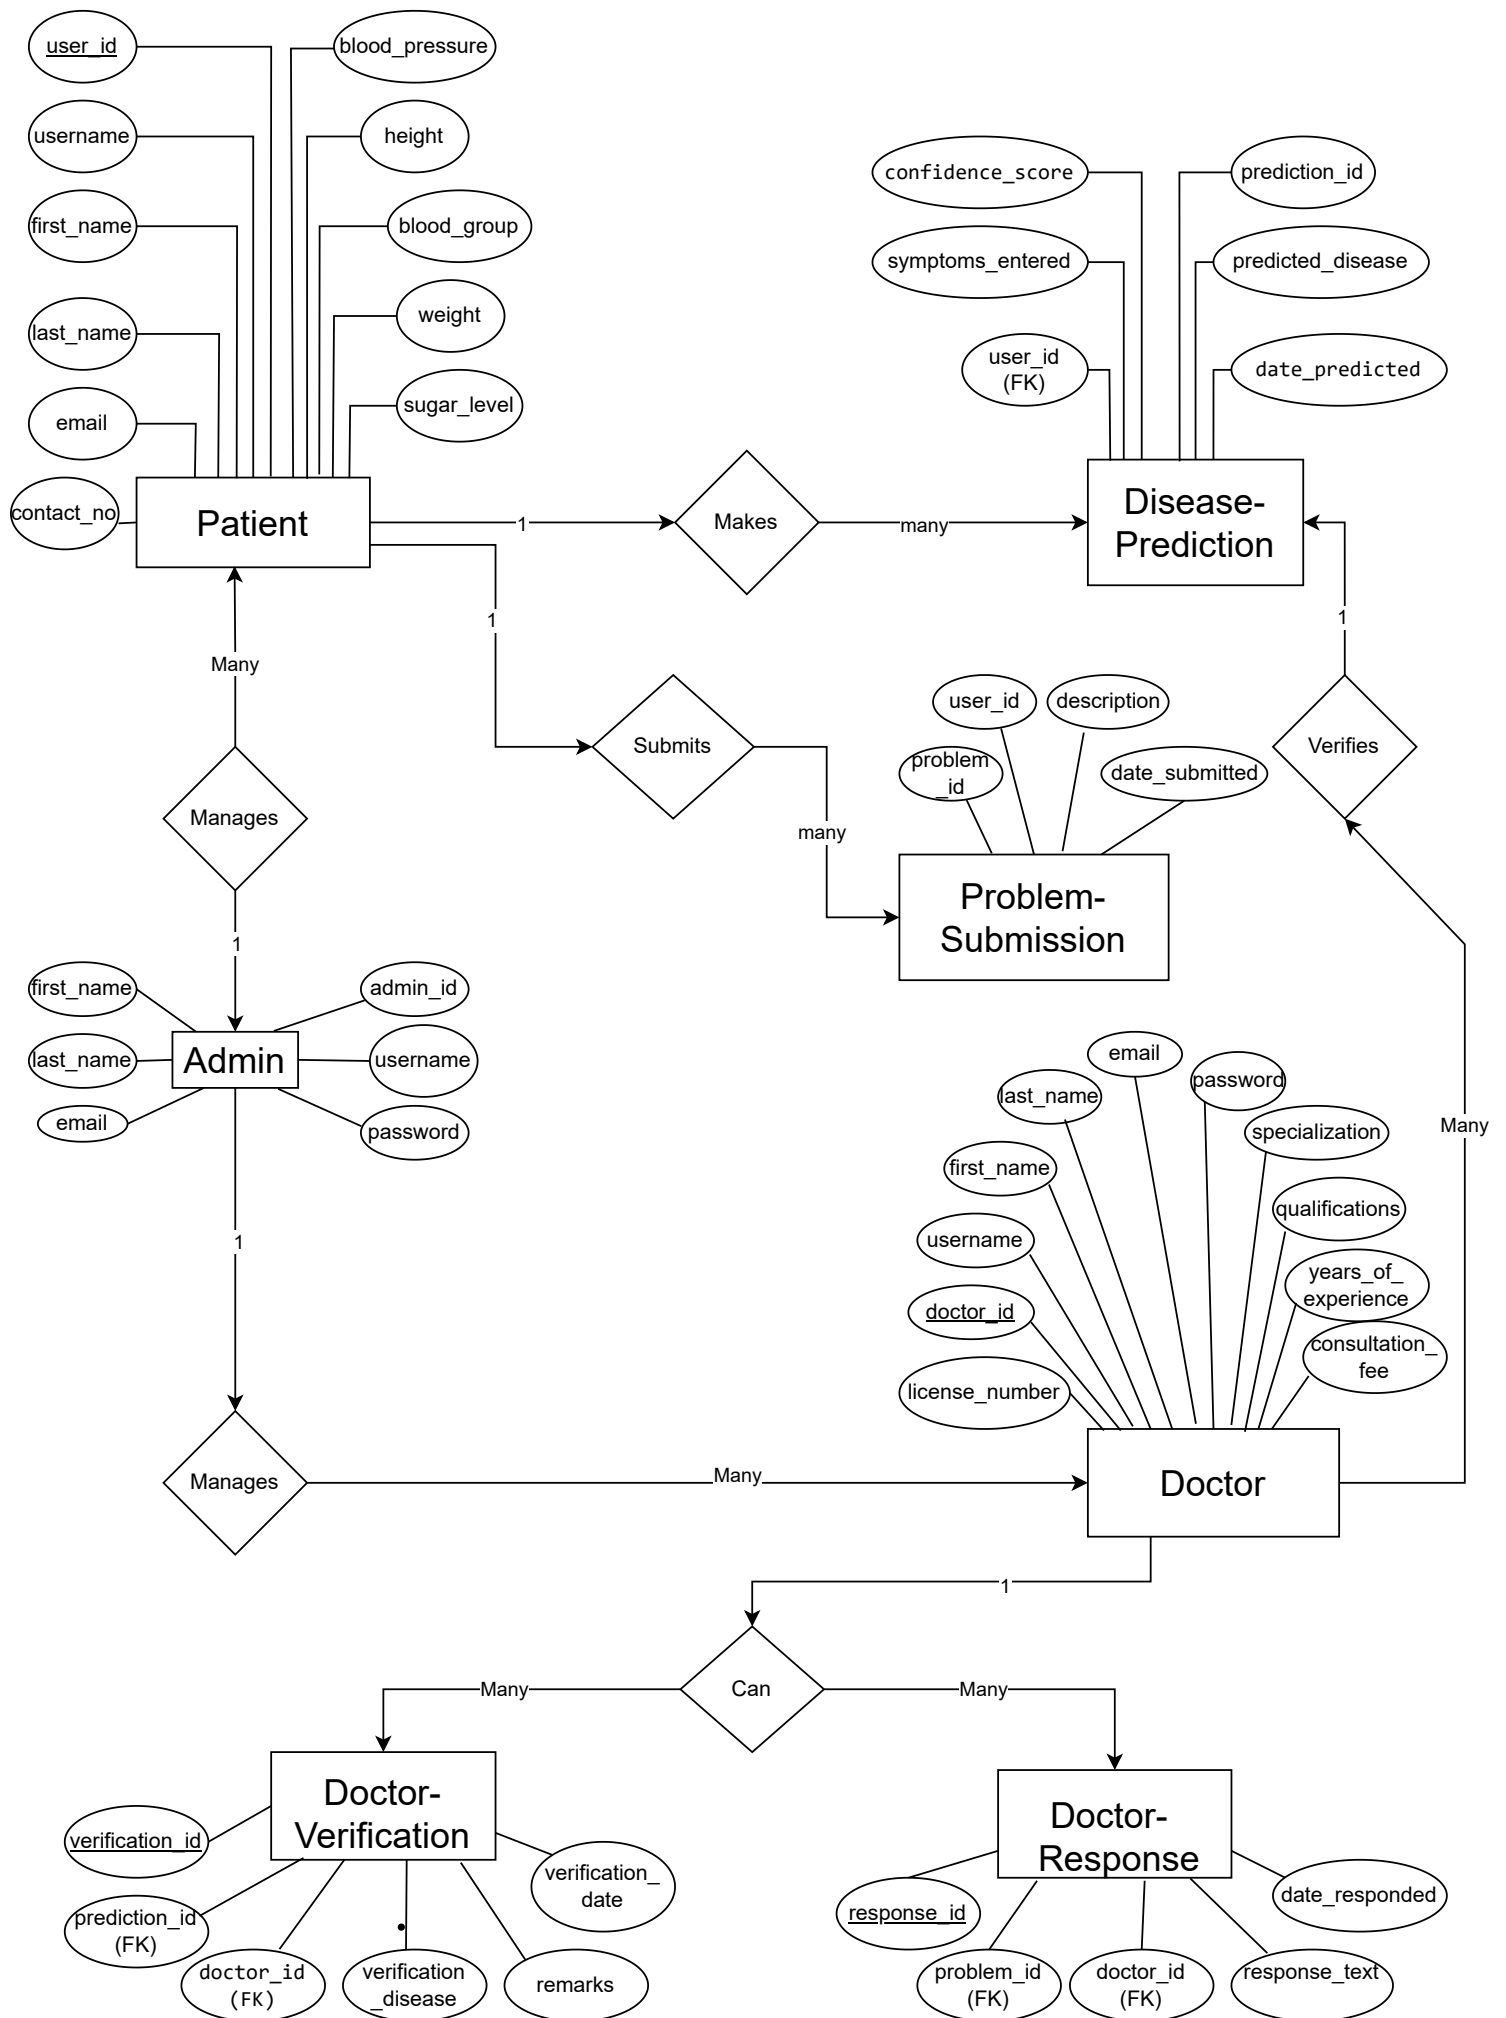 user_id
blood_pressure
username
height
first_name
blood_group
last_name
weight
email
sugar_level
contact_no
Patient
confidence_score
prediction_id
symptoms_entered
predicted_disease
user_id
(FK)
date_predicted
1
Makes
many
Disease-
Prediction
1
Many
1
Submits
many
Manages
1
user_id
description
problem
_id
date_submitted
Problem-
Submission
Verifies
Many
first_name
admin_id
last_name
Admin
username
email
password
1
Manages
Many
email
password
last_name
specialization
first_name
qualifications
username
years_of_
experience
doctor_id
consultation_
fee
license_number
Doctor
1
Many
Can
Many
Doctor-
Verification
verification_id
prediction_id
(FK)
doctor_id
(FK)
verification
_disease
remarks
verification_
date
Doctor-
Response
response_id
problem_id
(FK)
doctor_id
(FK)
response_text
date_responded